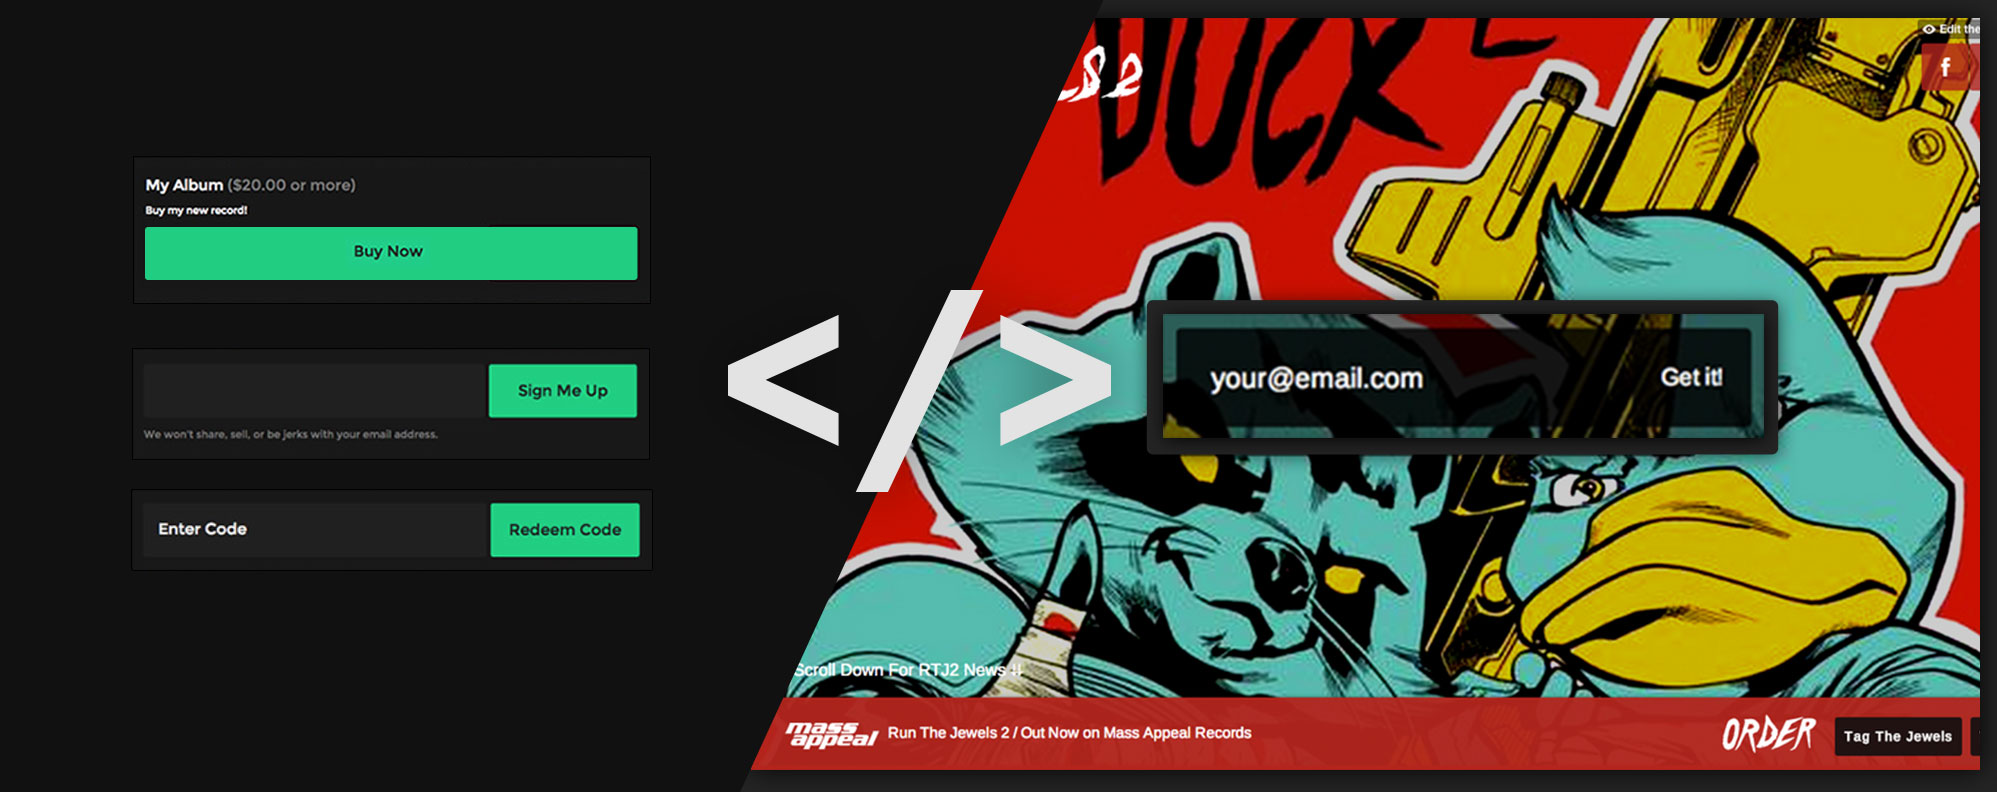 My Album ($20.00 or more)
Buy my new record!
Buy Now
Sign Me Up
We won't share, sell, or be jerks with your email address.
Enter Code
Redeem Code
</>
DUCK
Edit the
f
your@email.com
Get it!
Scroll Down For RTJ2 News !!
mass appeal
Run The Jewels 2 / Out Now on Mass Appeal Records
ORDER
Tag The Jewels